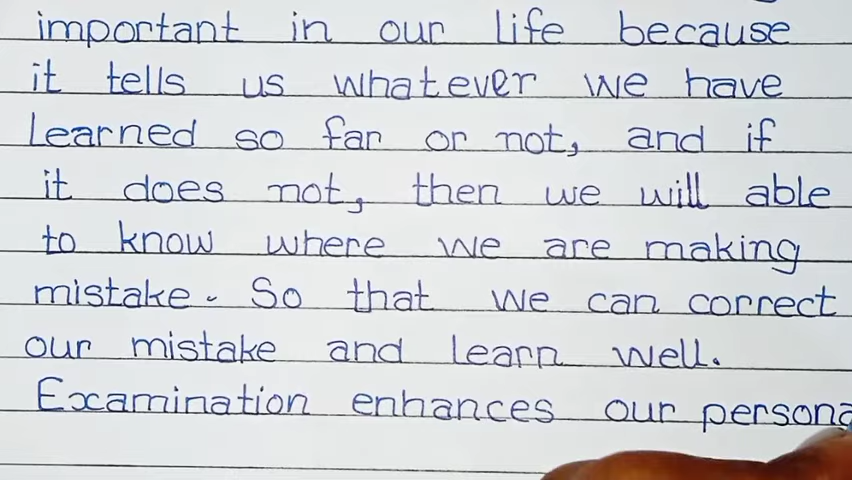 important in our life because
it tells us whatever we have
learned so far or not, and if
it does not, then we will able
to know where we are making
mistake. So that we can correct
our mistake and learn well.
Examination enhances our persona